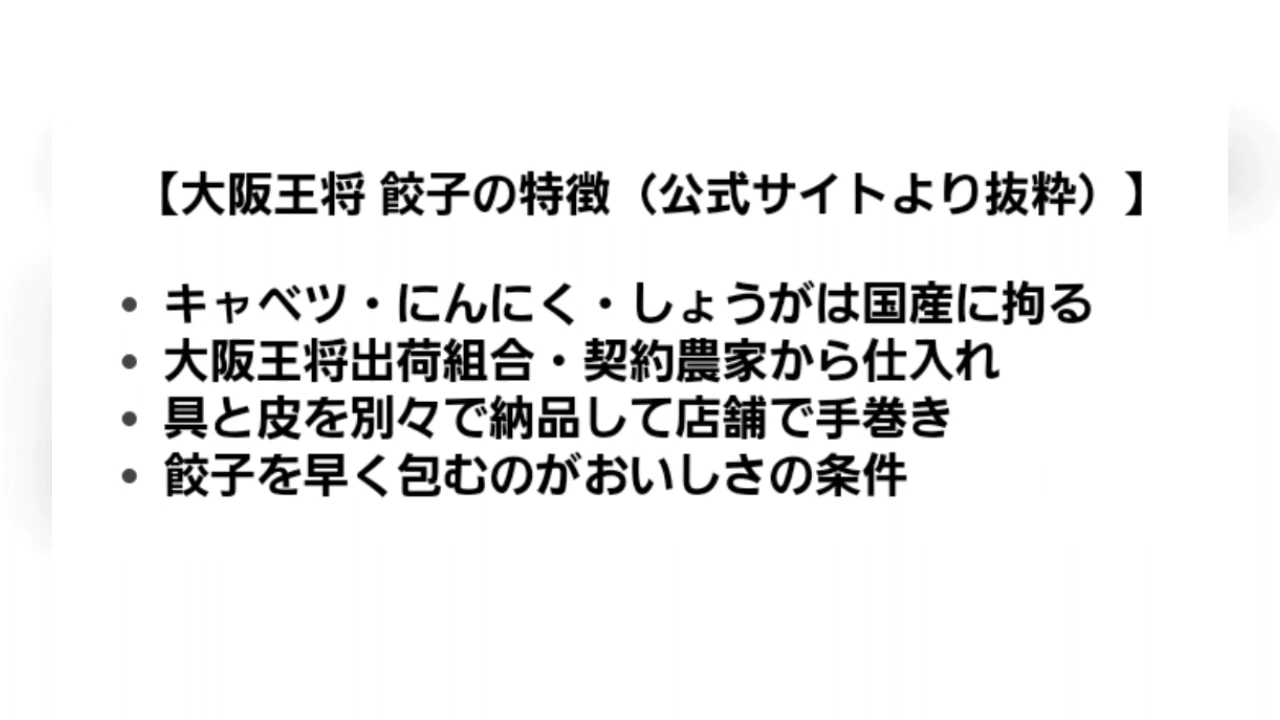 【大阪王将 餃子の特徴（公式サイトより抜粋）】
• キャベツ・にんにく・しょうがは国産に拘る
• 大阪王将出荷組合・契約農家から仕入れ
• 具と皮を別々で納品して店舗で手巻き
• 餃子を早く包むのがおいしさの条件